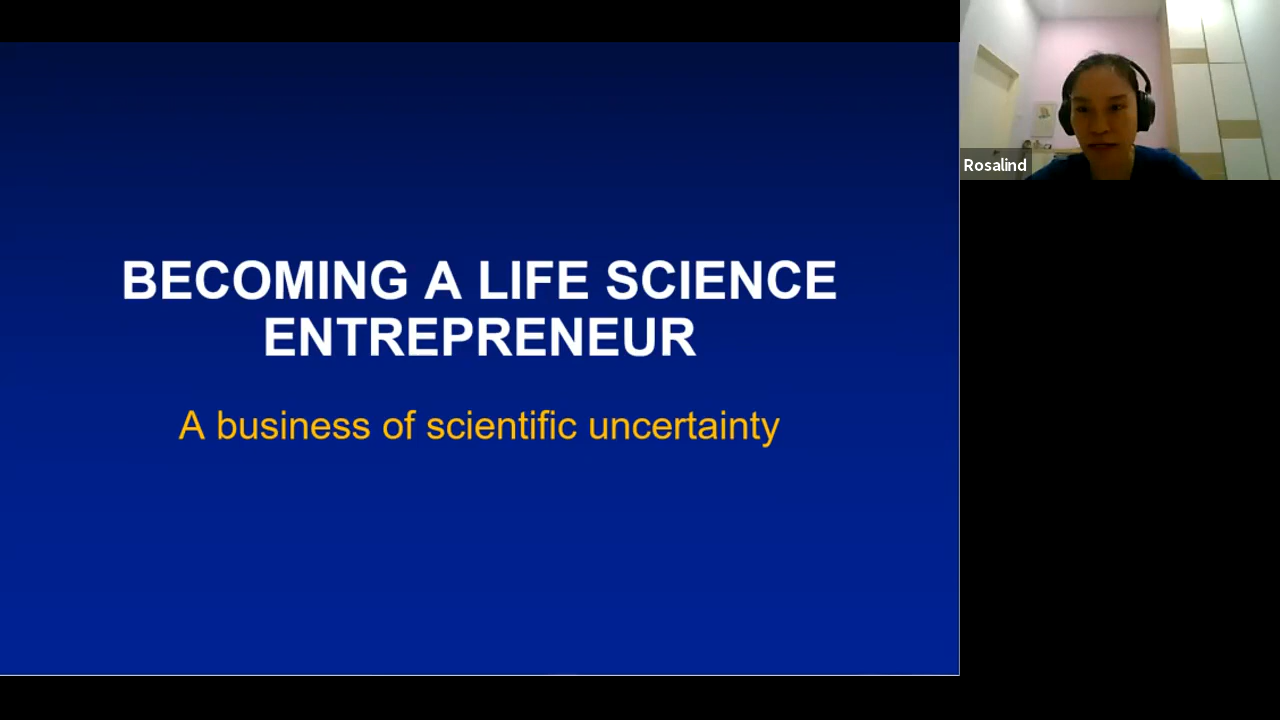 BECOMING A LIFE SCIENCE
ENTREPRENEUR
A business of scientific uncertainty
Rosalind